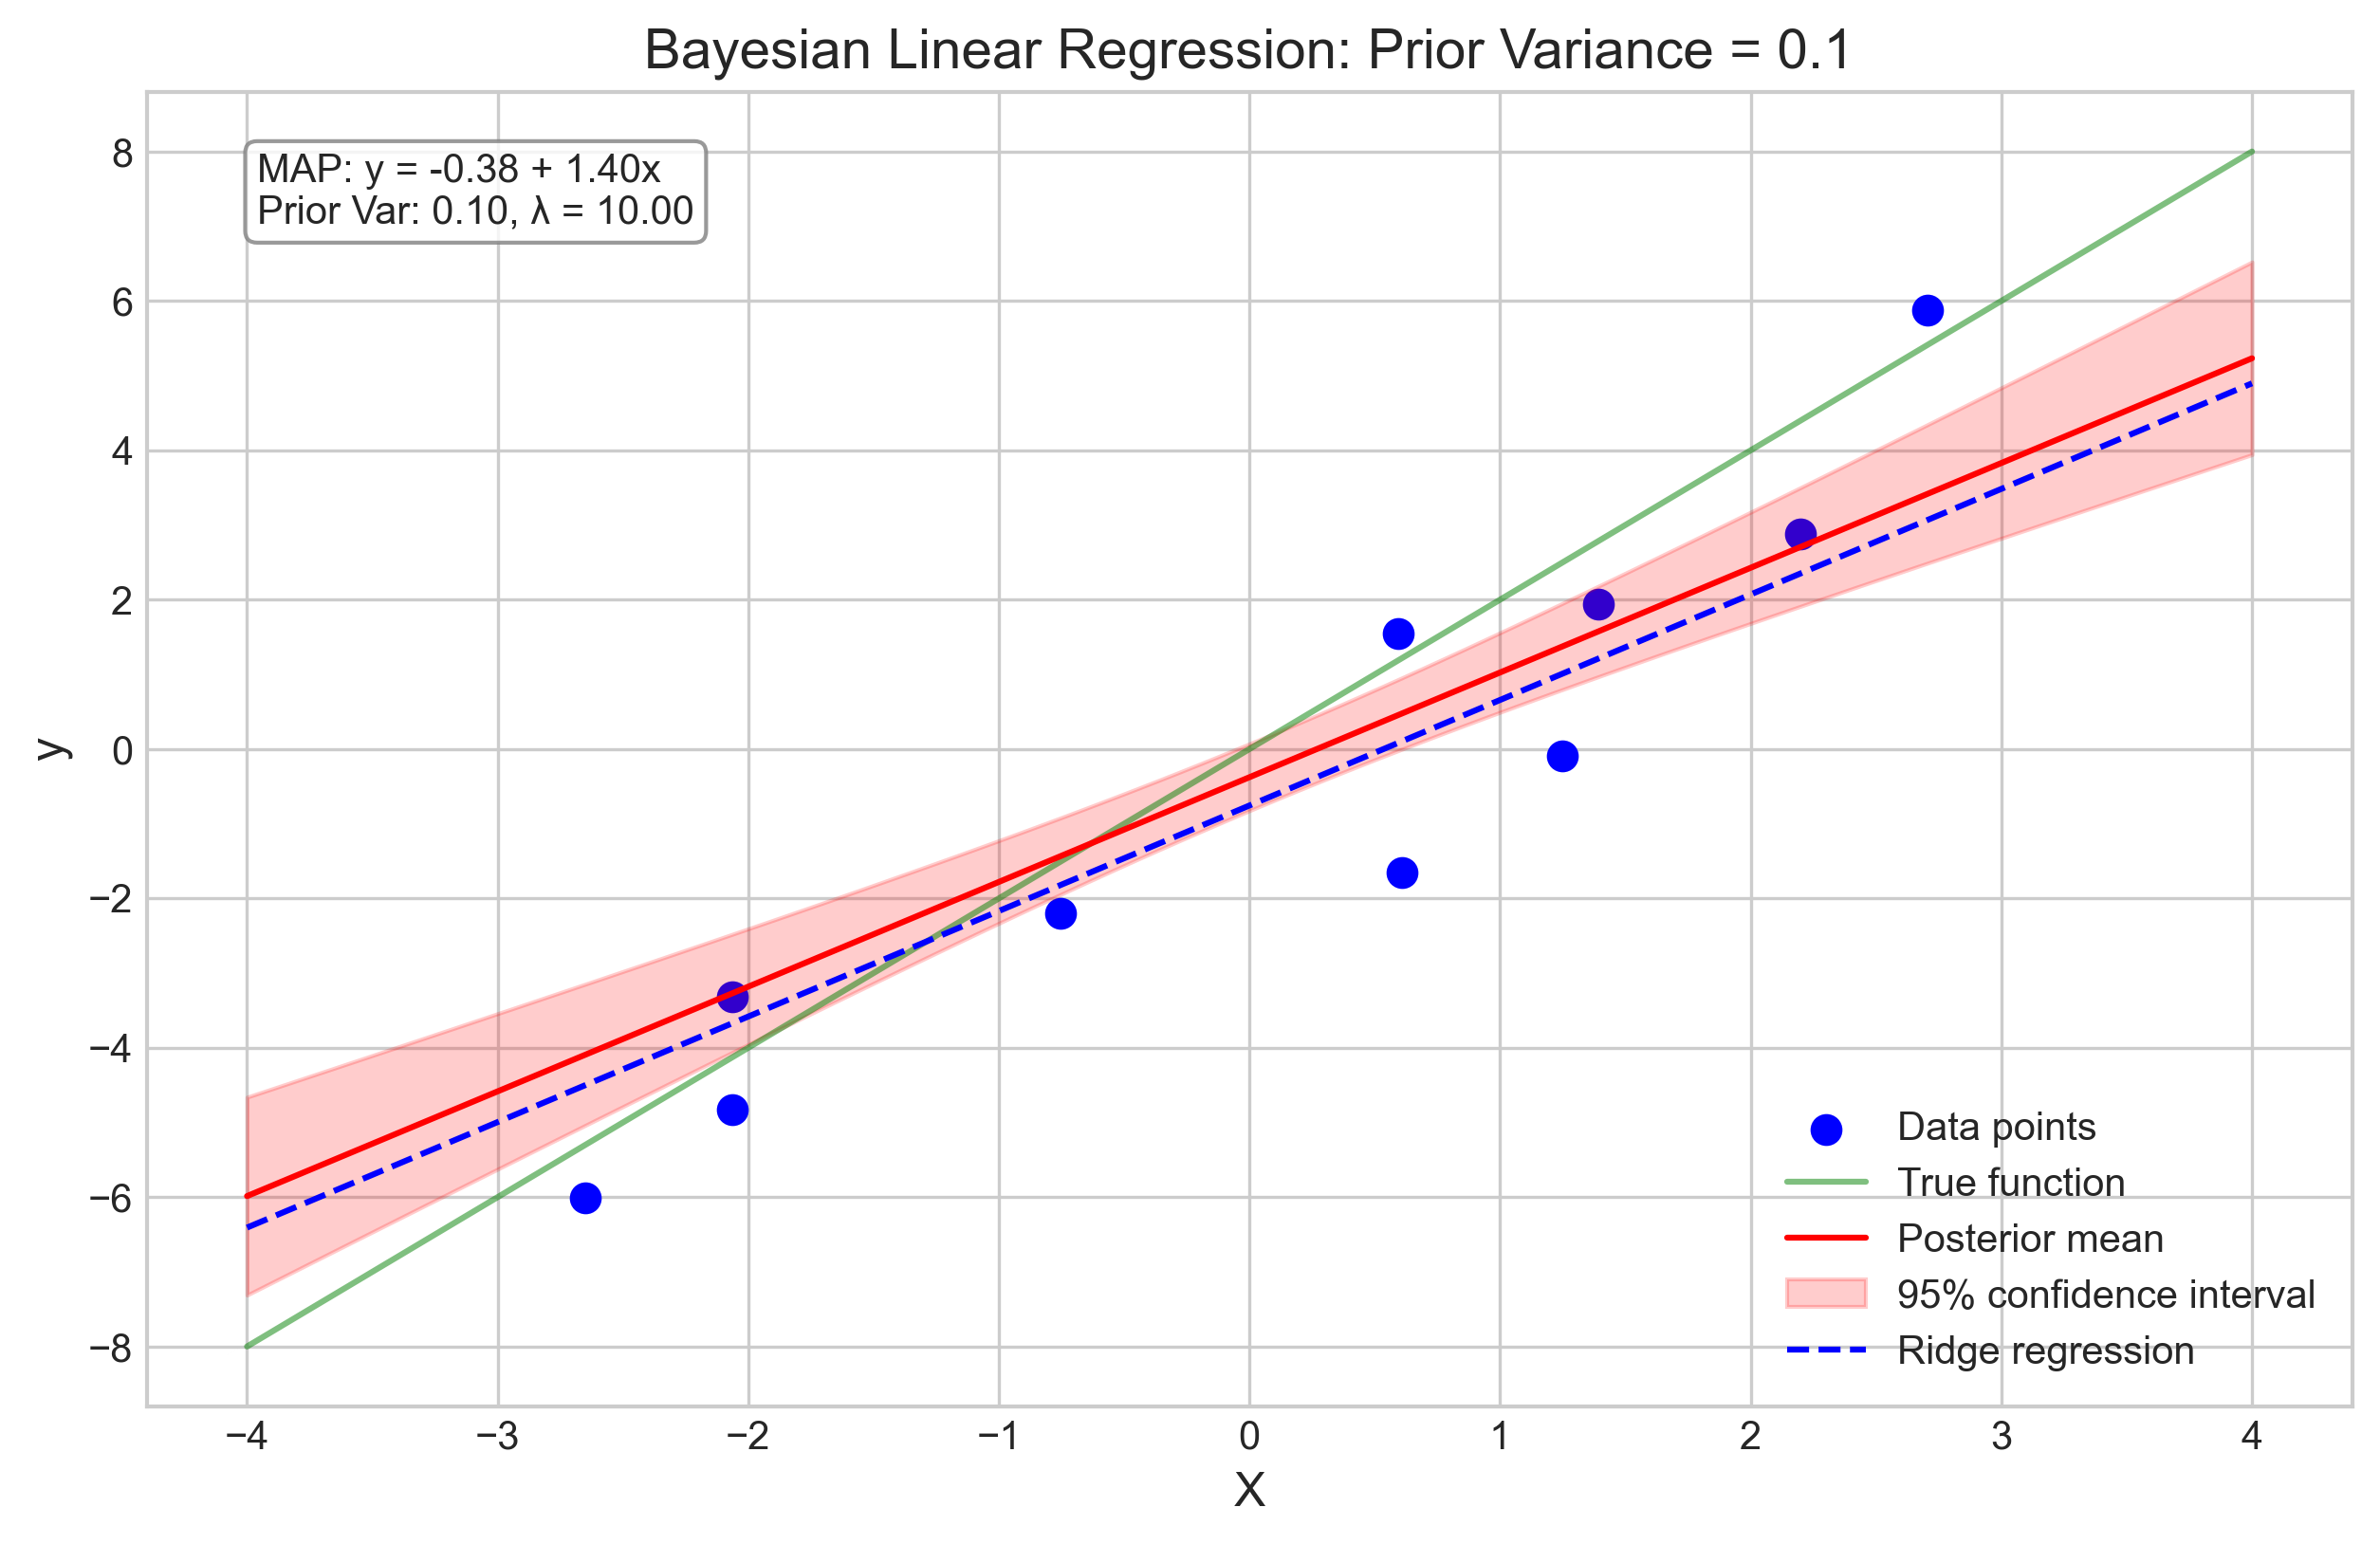 Bayesian Linear Regression: Prior Variance = 0.1
MAP: y = -0.38 + 1.40x
Prior Var: 0.10, λ = 10.00
8
6
4
2
0
−2
−4
−6
−8
y
Data points
True function
Posterior mean
95% confidence interval
Ridge regression
−4 −3 −2 −1 0 1 2 3 4
X